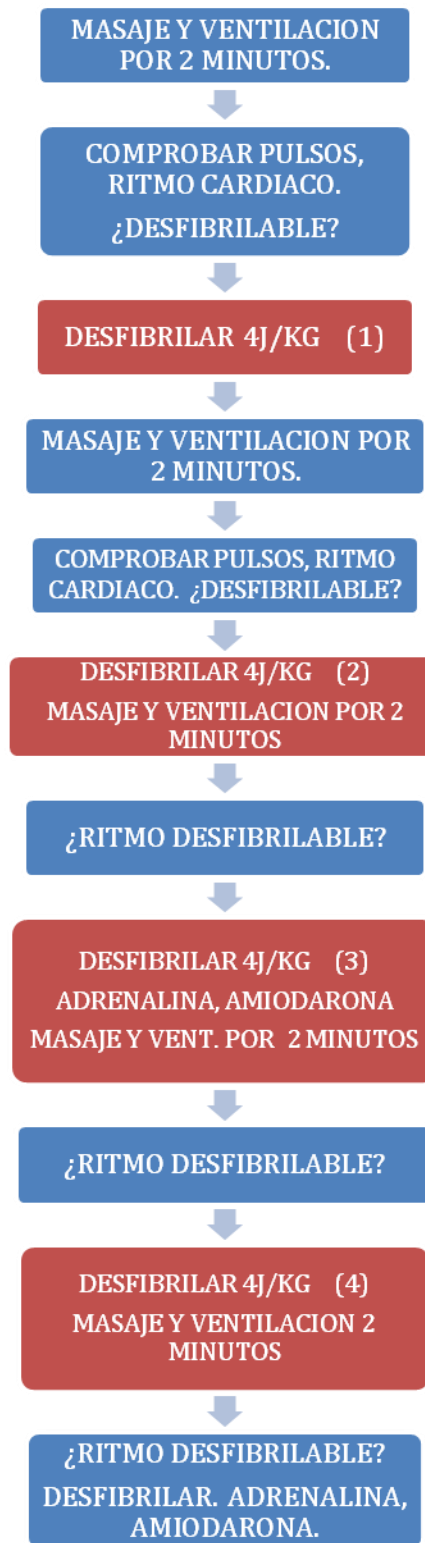 MASAJE Y VENTILACION
POR 2 MINUTOS.
COMPROBAR PULSOS,
RITMO CARDIACO.
¿DESFIBRILABLE?
DESFIBRILAR 4J/KG (1)
MASAJE Y VENTILACION POR
2 MINUTOS.
COMPROBAR PULSOS, RITMO
CARDIACO. ¿DESFIBRILABLE?
DESFIBRILAR 4J/KG (2)
MASAJE Y VENTILACION POR 2
MINUTOS
¿RITMO DESFIBRILABLE?
DESFIBRILAR 4J/KG (3)
ADRENALINA, AMIODARONA
MASAJE Y VENT. POR 2 MINUTOS
¿RITMO DESFIBRILABLE?
DESFIBRILAR 4J/KG (4)
MASAJE Y VENTILACION 2
MINUTOS
¿RITMO DESFIBRILABLE?
DESFIBRILAR. ADRENALINA,
AMIODARONA.